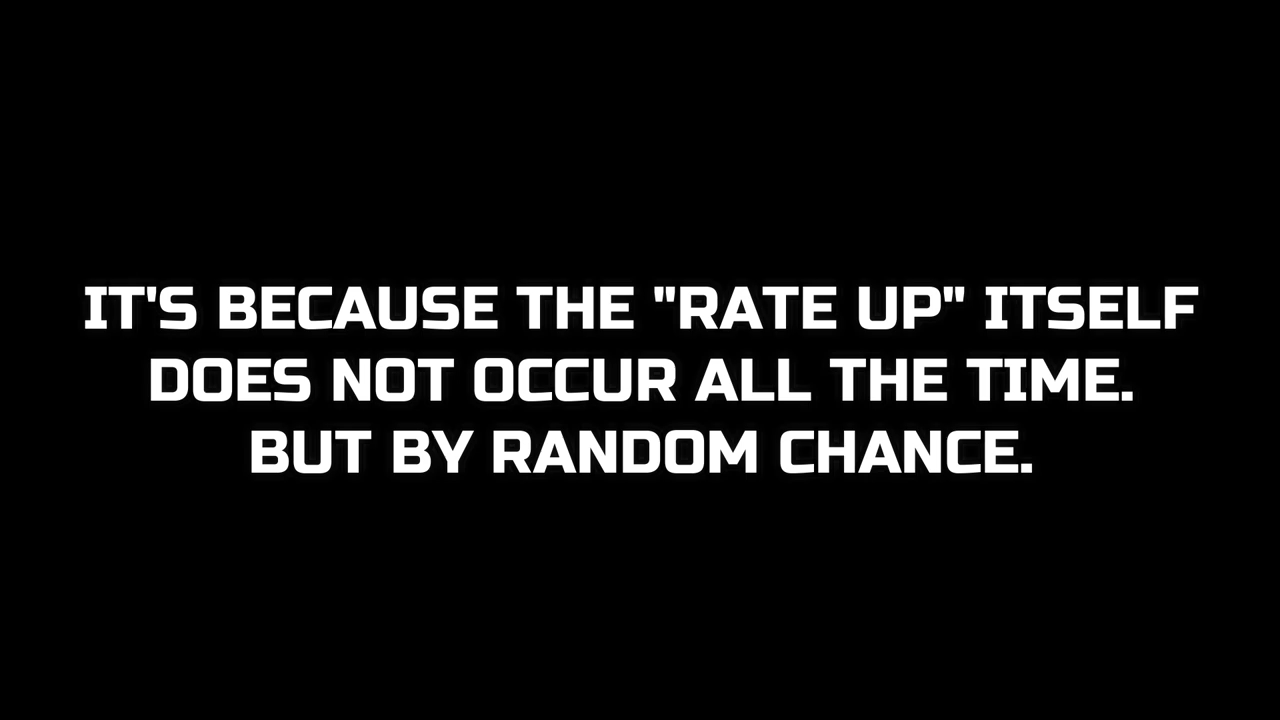 IT'S BECAUSE THE "RATE UP" ITSELF
DOES NOT OCCUR ALL THE TIME.
BUT BY RANDOM CHANCE.